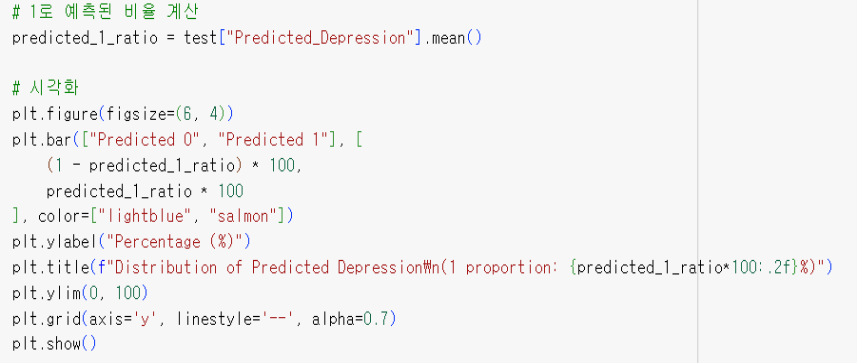 # 1로 예측된 비율 계산
predicted_1_ratio = test["Predicted_Depression"].mean()
# 시각화
plt.figure(figsize=(6, 4))
plt.bar(["Predicted 0", "Predicted 1"], [
    (1 - predicted_1_ratio) * 100,
    predicted_1_ratio * 100
], color=["lightblue", "salmon"])
plt.ylabel("Percentage (%)")
plt.title(f"Distribution of Predicted Depression₩n(1 proportion: {predicted_1_ratio*100:.2f}%)")
plt.ylim(0, 100)
plt.grid(axis='y', linestyle='--', alpha=0.7)
plt.show()